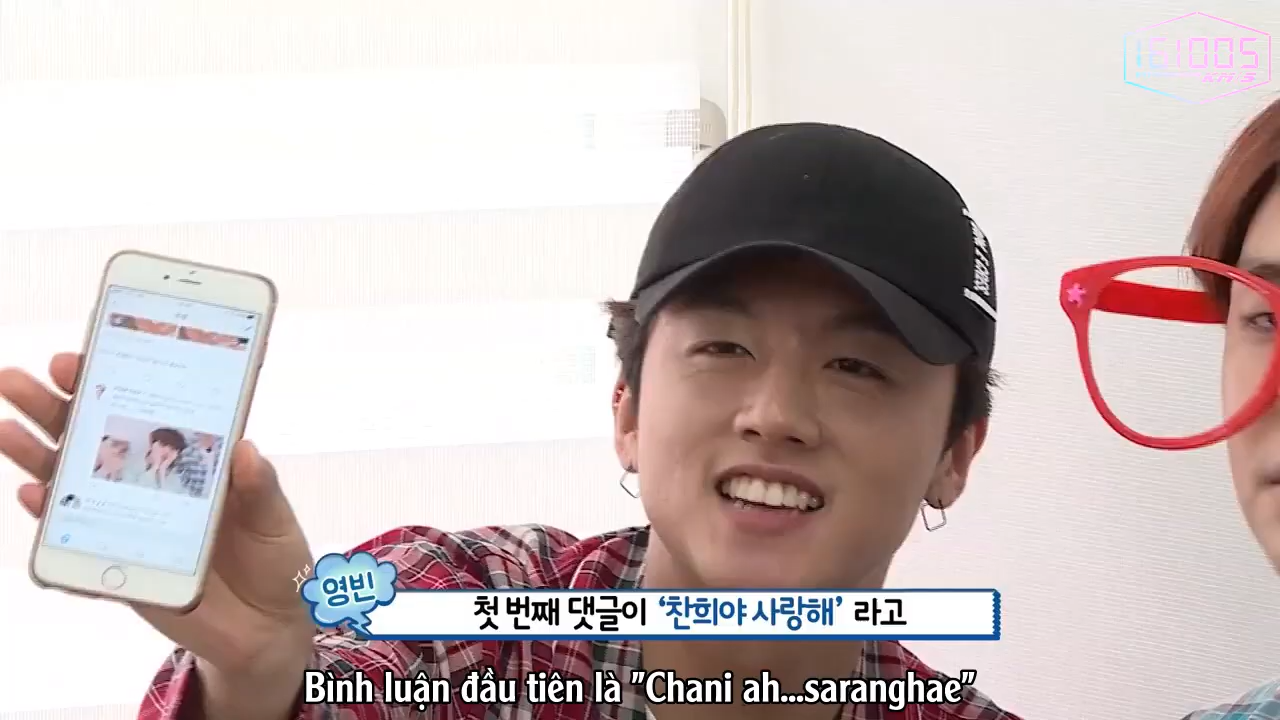 161005
KM's
영빈
첫 번째 댓글이 ‘찬희야 사랑해’ 라고
Bình luận đầu tiên là "Chani ah...saranghae"